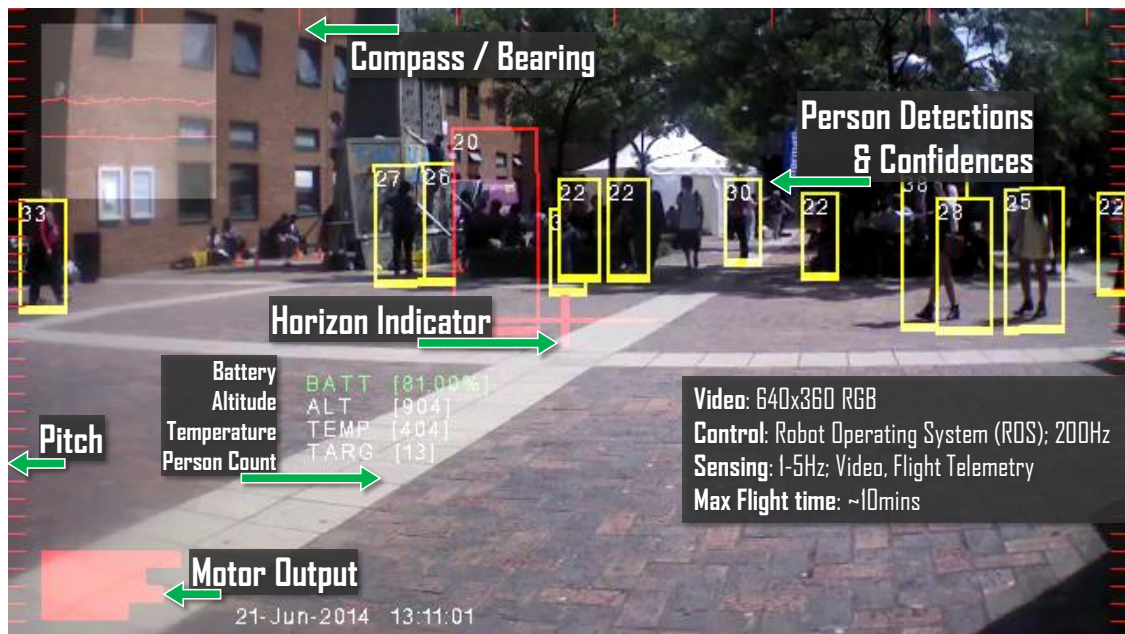 Compass / Bearing
Person Detections
& Confidences
20
27
26
33
22
22
30
22
38
28
25
22
3
Horizon Indicator
Battery
Altitude
Temperature
Person Count
BATT [81.00%]
ALT [904]
TEMP [404]
TARG [13]
Pitch
Video: 640x360 RGB
Control: Robot Operating System (ROS); 200Hz
Sensing: 1-5Hz; Video, Flight Telemetry
Max Flight time: ~10mins
Motor Output
21-Jun-2014 13:11:01